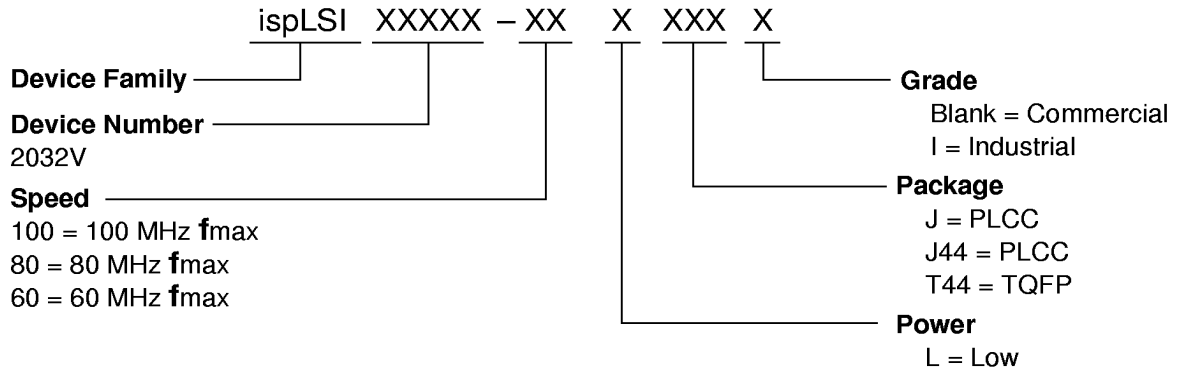 ispLSI XXXXX – XX X XXX X
Device Family
Device Number
2032V
Speed
100 = 100 MHz fmax
80 = 80 MHz fmax
60 = 60 MHz fmax
Grade
Blank = Commercial
I = Industrial
Package
J = PLCC
J44 = PLCC
T44 = TQFP
Power
L = Low